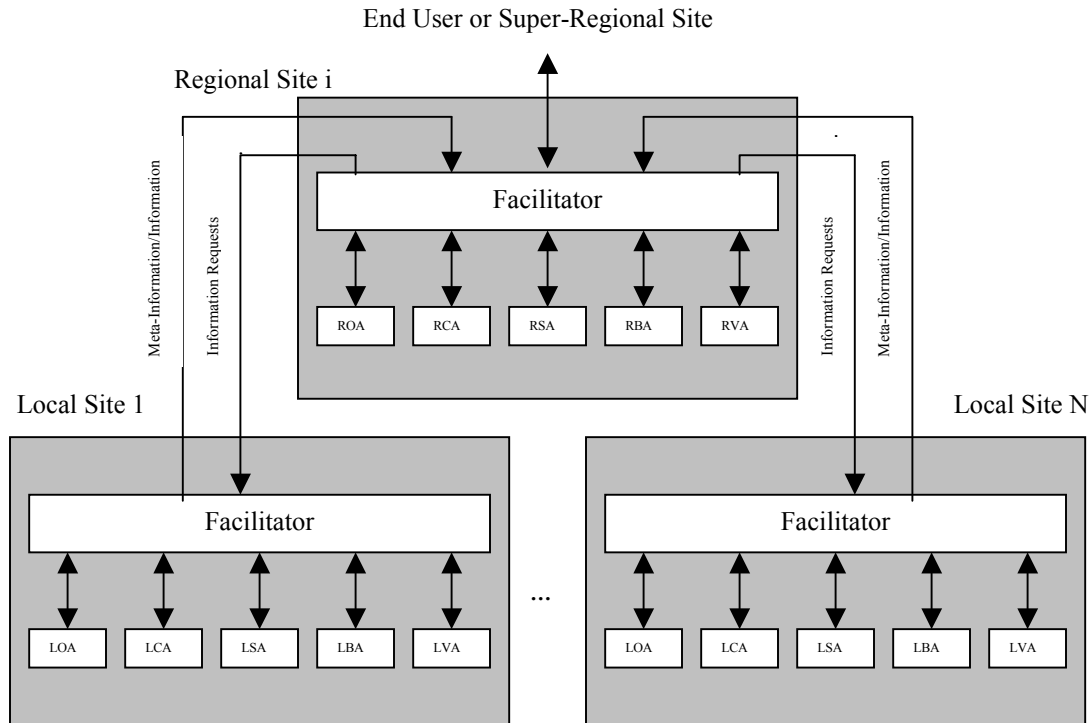 End User or Super-Regional Site
Regional Site i
Facilitator
ROA
RCA
RSA
RBA
RVA
Meta-Information/Information
Information Requests
Information Requests
Meta-Information/Information
Local Site 1
Local Site N
Facilitator
LOA
LCA
LSA
LBA
LVA
...
Facilitator
LOA
LCA
LSA
LBA
LVA